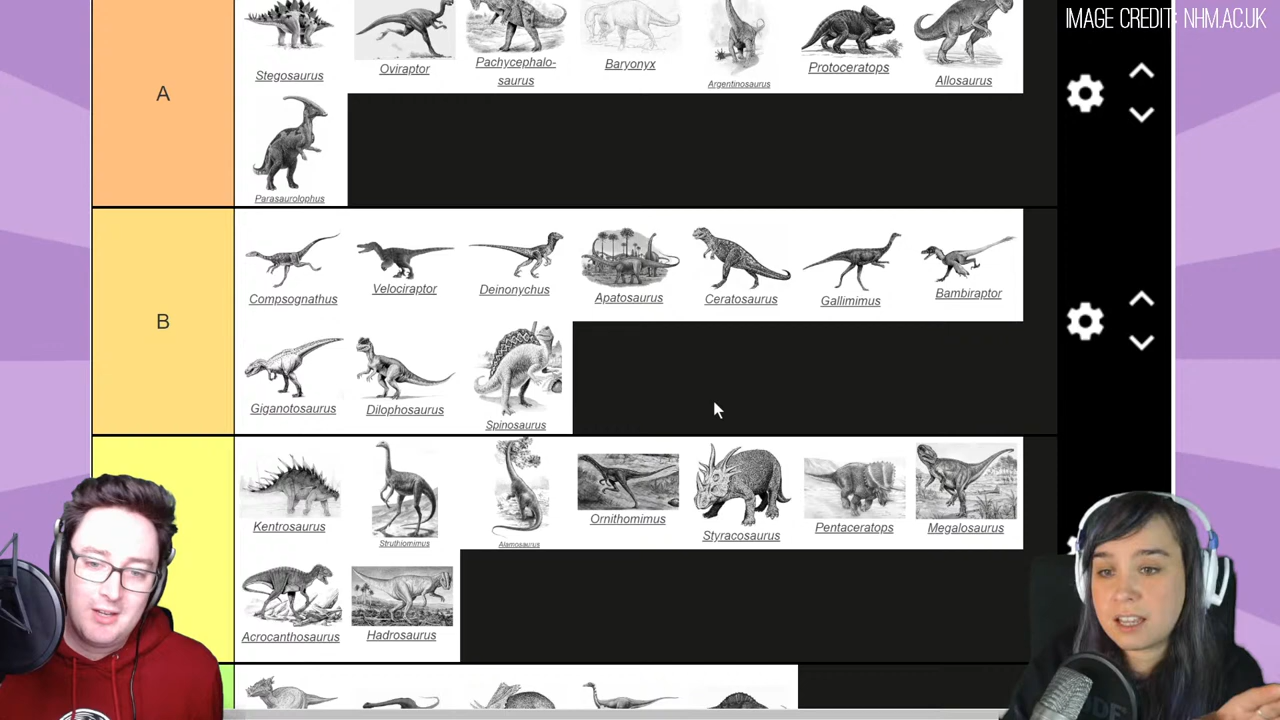 IMAGE CREDIT: NHM.AC.UK
A
Stegosaurus
Oviraptor
Pachycephalo-
saurus
Baryonyx
Argentinosaurus
Protoceratops
Allosaurus
Parasaurolophus
B
Compsognathus
Velociraptor
Deinonychus
Apatosaurus
Ceratosaurus
Gallimimus
Bambiraptor
Giganotosaurus
Dilophosaurus
Spinosaurus
Kentrosaurus
Struthiomimus
Alamosaurus
Ornithomimus
Styracosaurus
Pentaceratops
Megalosaurus
Acrocanthosaurus
Hadrosaurus